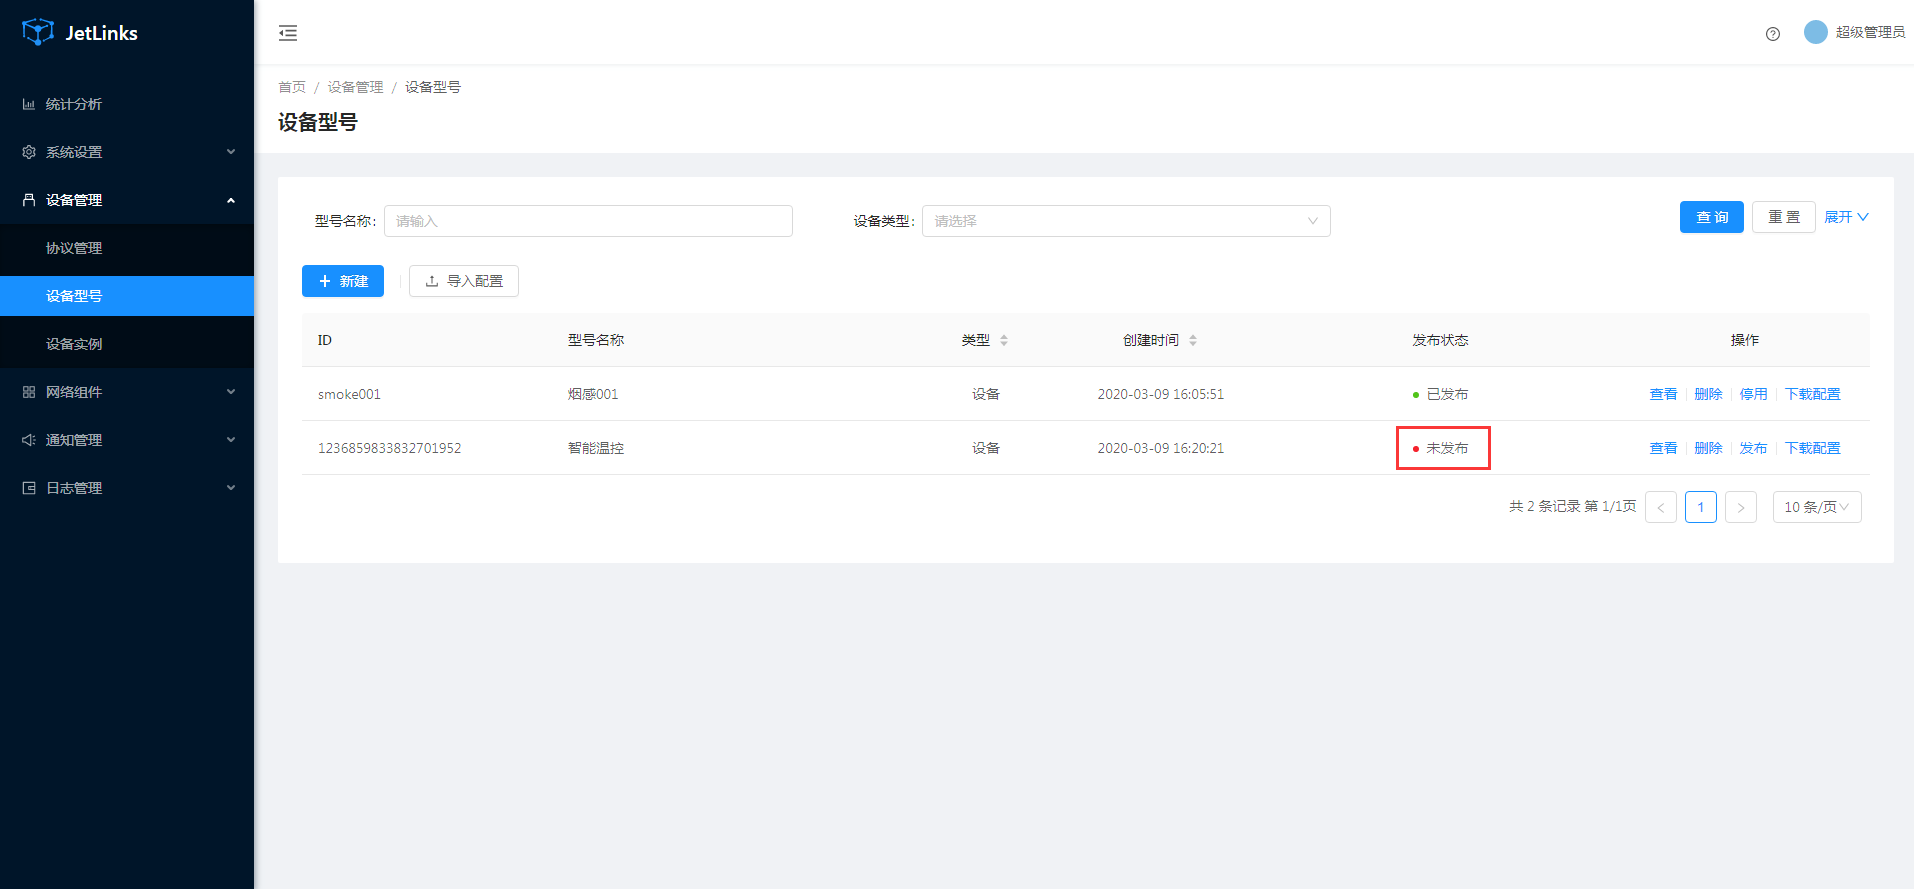 JetLinks
超级管理员
统计分析
系统设置
设备管理
协议管理
设备型号
设备实例
网络组件
通知管理
日志管理
首页 / 设备管理 / 设备型号
设备型号
型号名称: 请输入 设备类型: 请选择 查 询 重 置 展开
新建 导入配置
ID 型号名称 类型 创建时间 发布状态 操作
smoke001 烟感001 设备 2020-03-09 16:05:51 已发布 查看 删除 停用 下载配置
1236859833832701952 智能温控 设备 2020-03-09 16:20:21 未发布 查看 删除 发布 下载配置
共 2 条记录 第 1/1页 < 1 > 10 条/页